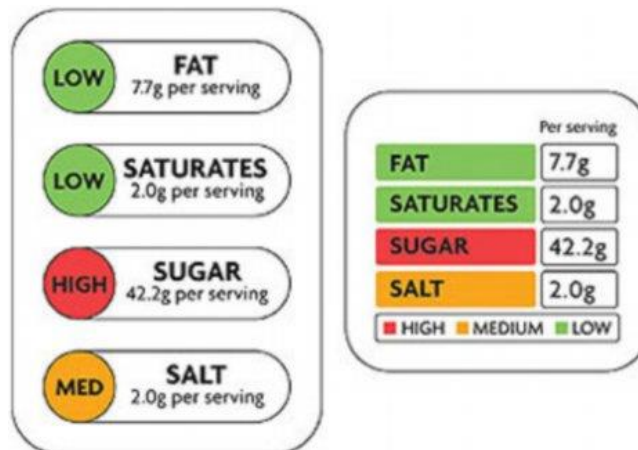 LOW
FAT
7.7g per serving
LOW
SATURATES
2.0g per serving
HIGH
SUGAR
42.2g per serving
MED
SALT
2.0g per serving
Per serving
FAT 7.7g
SATURATES 2.0g
SUGAR 42.2g
SALT 2.0g
HIGH MEDIUM LOW